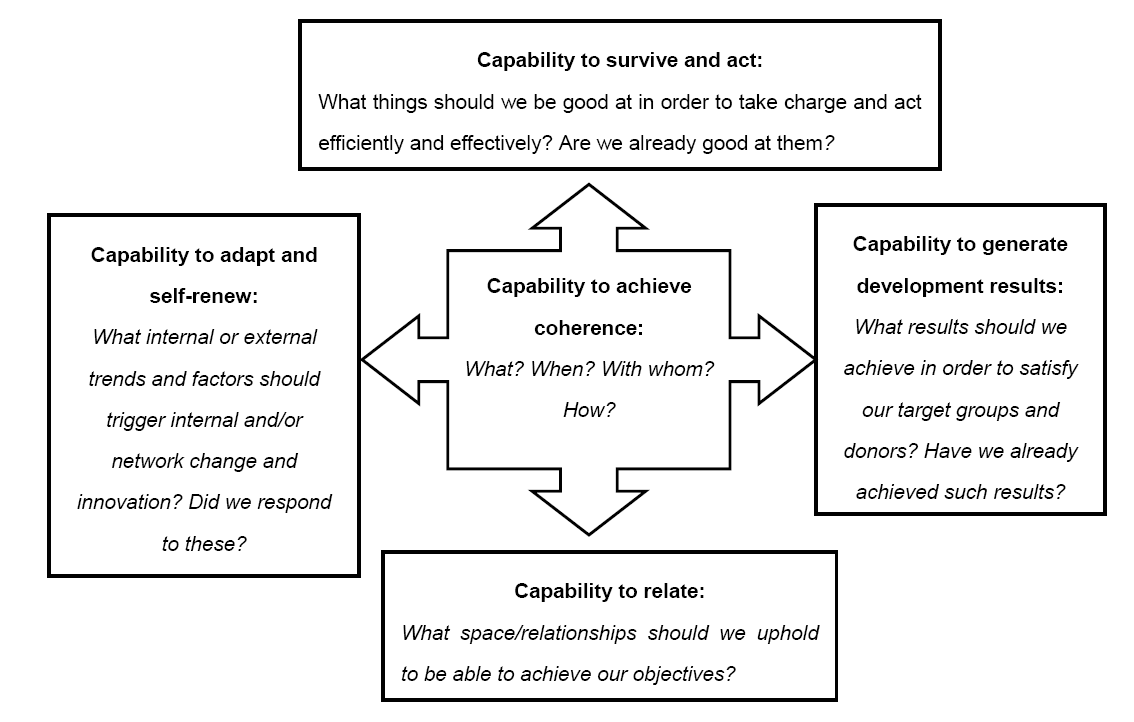 Capability to survive and act:
What things should we be good at in order to take charge and act
efficiently and effectively? Are we already good at them?
Capability to adapt and
self-renew:
What internal or external
trends and factors should
trigger internal and/or
network change and
innovation? Did we respond
to these?
Capability to achieve
coherence:
What? When? With whom?
How?
Capability to generate
development results:
What results should we
achieve in order to satisfy
our target groups and
donors? Have we already
achieved such results?
Capability to relate:
What space/relationships should we uphold
to be able to achieve our objectives?